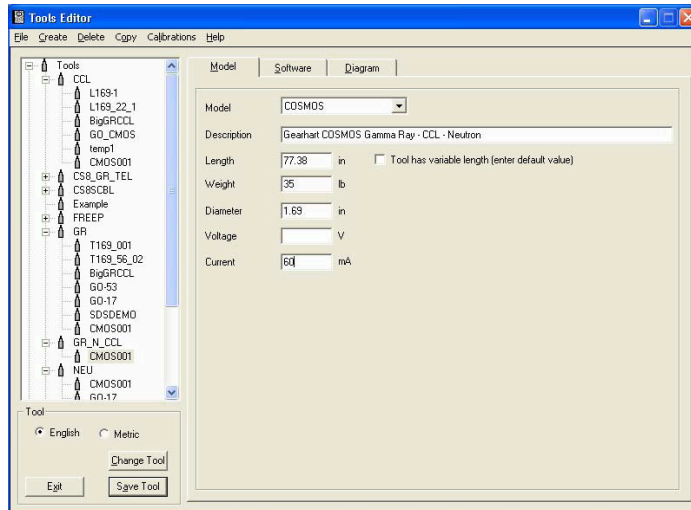 Tools Editor
File Create Delete Copy Calibrations Help
Tools
CCL
L169-1
L169_22_1
BigGRCCL
GO_CMOS
temp1
CMOS001
CS8_GR_TEL
CS8SCBL
Example
FREEP
GR
T169_001
T169_56_02
BigGRCCL
GO-53
GO-17
SDSDEMO
CMOS001
GR_N_CCL
CMOS001
NEU
CMOS001
GO-17
Tool
English Metric
Change Tool
Exit Save Tool
Model Software Diagram
Model COSMOS
Description Gearhart COSMOS Gamma Ray - CCL - Neutron
Length 77.38 in Tool has variable length (enter default value)
Weight 35 lb
Diameter 1.69 in
Voltage V
Current 60 mA